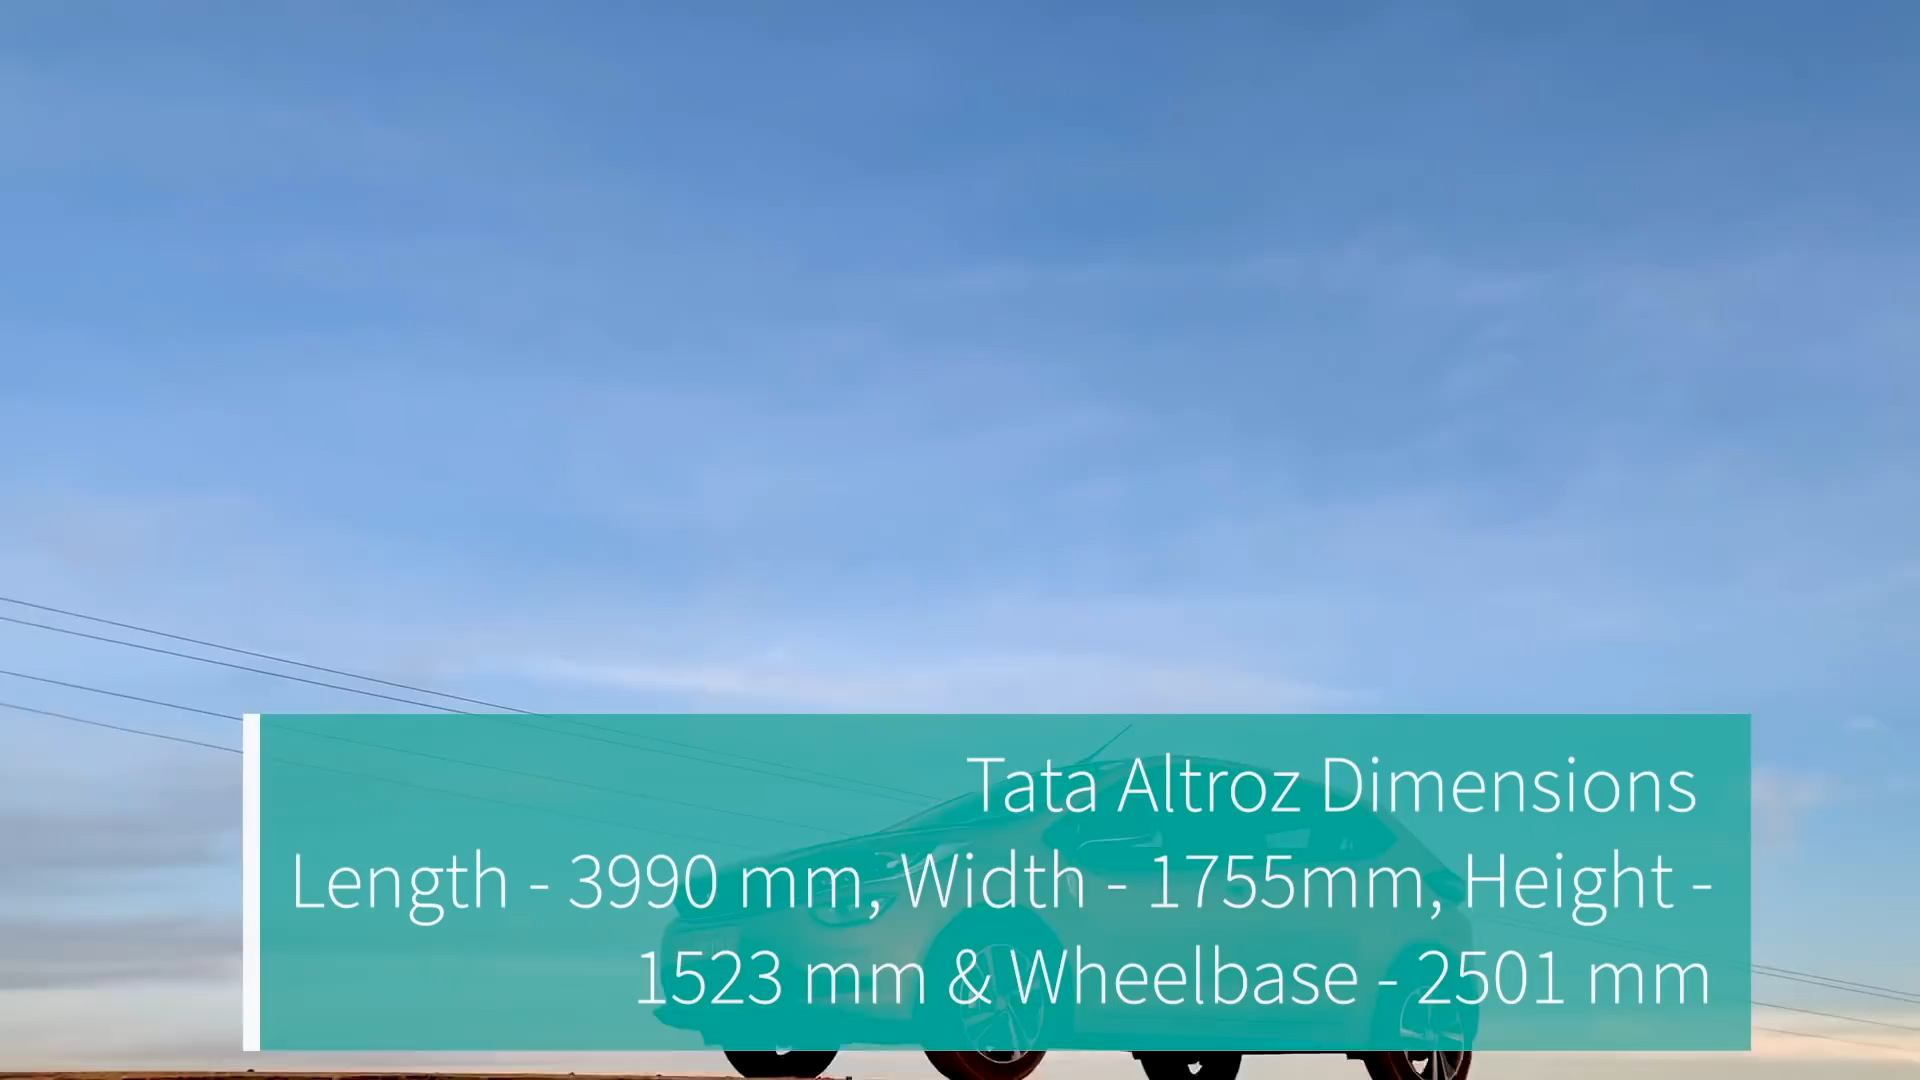 Tata Altroz Dimensions
Length - 3990 mm, Width - 1755mm, Height -
1523 mm & Wheelbase - 2501 mm